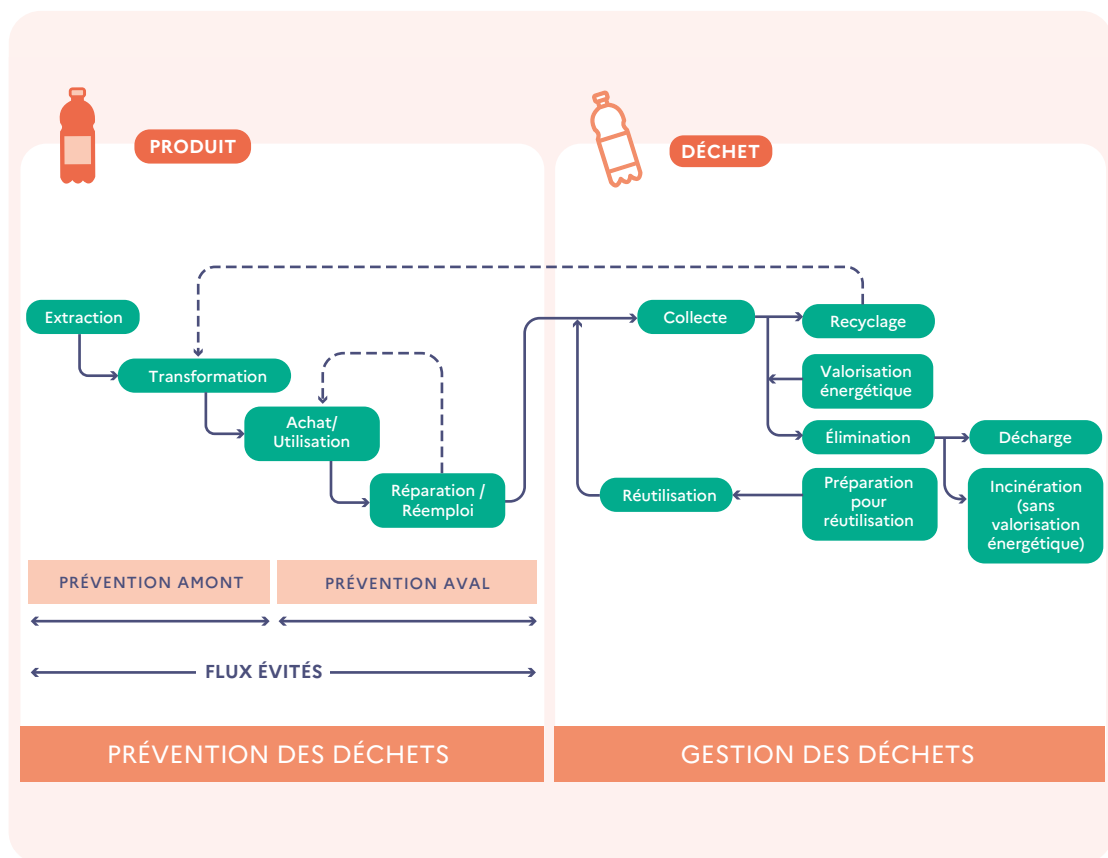 PRODUIT
DÉCHET
Extraction
Transformation
Achat/
Utilisation
Réparation /
Réemploi
Collecte
Recyclage
Valorisation
énergétique
Élimination
Décharge
Réutilisation
Préparation
pour
réutilisation
Incinération
(sans
valorisation
énergétique)
PRÉVENTION AMONT
PRÉVENTION AVAL
FLUX ÉVITÉS
PRÉVENTION DES DÉCHETS
GESTION DES DÉCHETS